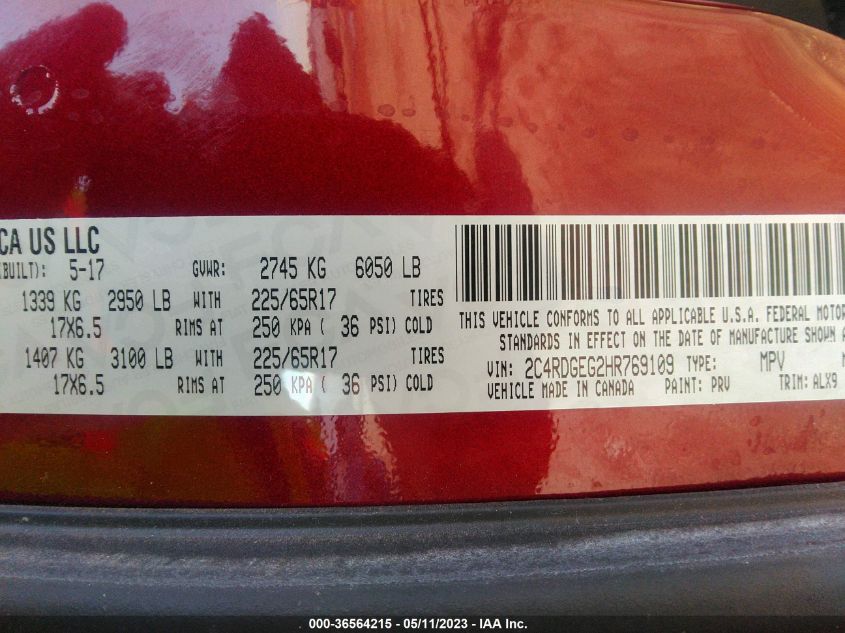 CA US LLC
BUILT): 5-17 GVWR: 2745 KG 6050 LB
1339 KG 2950 LB WITH 225/65R17 TIRES
17X6.5 RIMS AT 250 KPA ( 36 PSI) COLD
1407 KG 3100 LB WITH 225/65R17 TIRES
17X6.5 RIMS AT 250 KPA ( 36 PSI) COLD
THIS VEHICLE CONFORMS TO ALL APPLICABLE U.S.A. FEDERAL MOTOR
STANDARDS IN EFFECT ON THE DATE OF MANUFACTURE SHOWN
VIN: 2C4RDGEG2HR769109 TYPE: MPV
VEHICLE MADE IN CANADA PAINT: PRV TRIM: ALX9
000-36564215 - 05/11/2023 - IAA Inc.